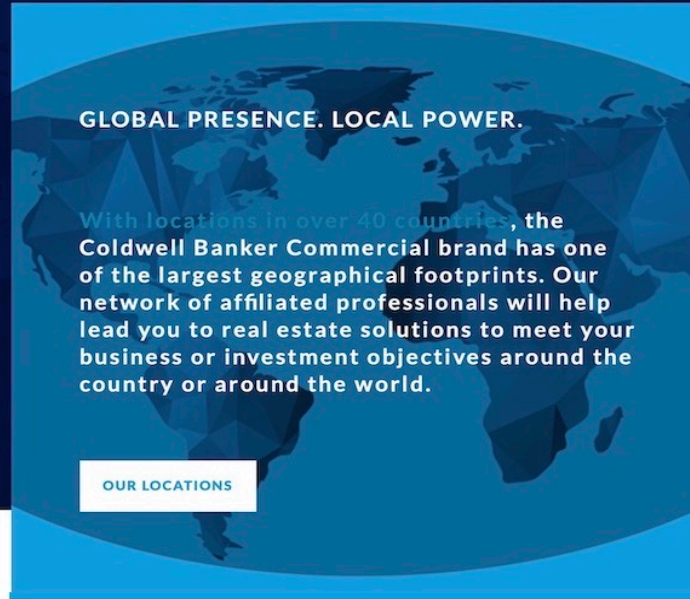 GLOBAL PRESENCE. LOCAL POWER.
With locations in over 40 countries, the
Coldwell Banker Commercial brand has one
of the largest geographical footprints. Our
network of affiliated professionals will help
lead you to real estate solutions to meet your
business or investment objectives around the
country or around the world.
OUR LOCATIONS